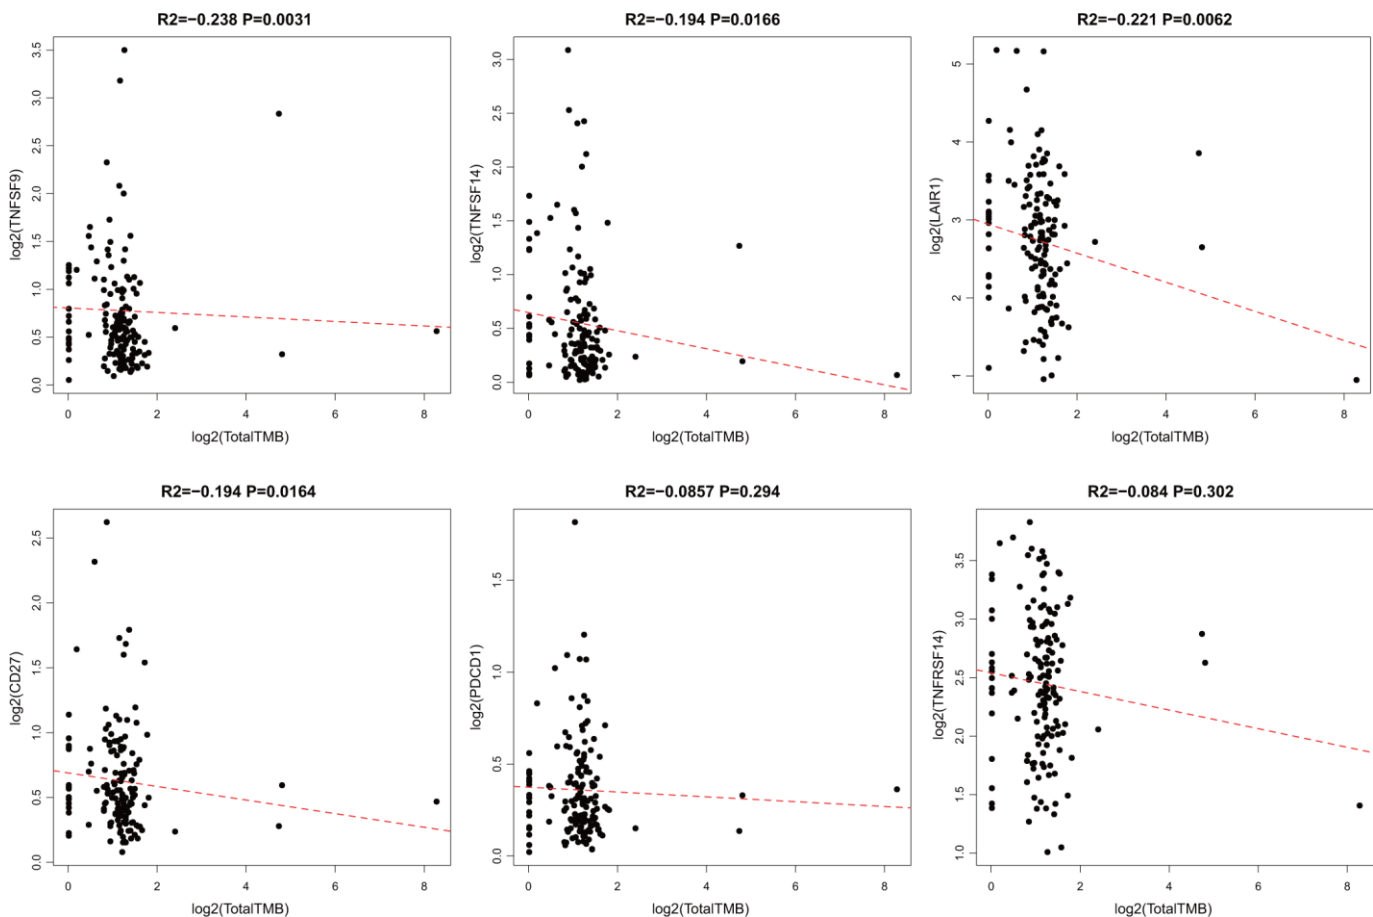 R2=−0.238 P=0.0031
3.5
3.0
2.5
2.0
1.5
1.0
0.5
0.0
log2(TNFSF9)
0 2 4 6 8
log2(TotalTMB)
R2=−0.194 P=0.0166
3.0
2.5
2.0
1.5
1.0
0.5
0.0
log2(TNFSF14)
0 2 4 6 8
log2(TotalTMB)
R2=−0.221 P=0.0062
5
4
3
2
1
log2(LAIR1)
0 2 4 6 8
log2(TotalTMB)
R2=−0.194 P=0.0164
2.5
2.0
1.5
1.0
0.5
0.0
log2(CD27)
0 2 4 6 8
log2(TotalTMB)
R2=−0.0857 P=0.294
1.5
1.0
0.5
0.0
log2(PDCD1)
0 2 4 6 8
log2(TotalTMB)
R2=−0.084 P=0.302
3.5
3.0
2.5
2.0
1.5
1.0
log2(TNFRSF14)
0 2 4 6 8
log2(TotalTMB)